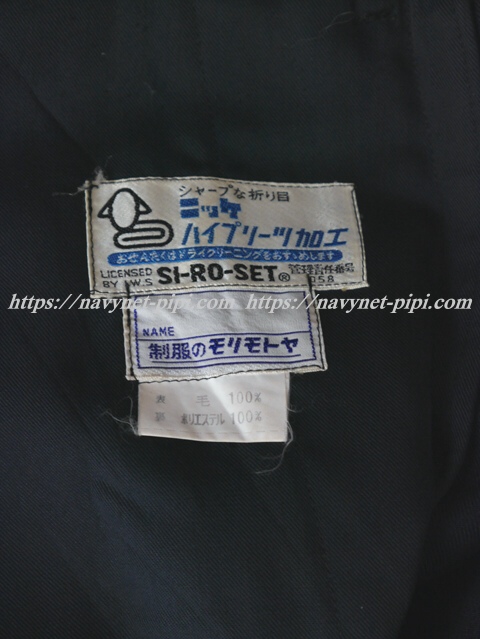 シャープな折り目
ニッケ
ハイプリーツ加工
おせんたくはドライクリーニングをおすすめします
LICENSED BY I.W.S SI-RO-SET® 管理責任番号
058
https://navynet-pipi.com/ https://navynet-pipi.com/
NAME
制服のモリモトヤ
表 毛 100%
ポリエステル 100%